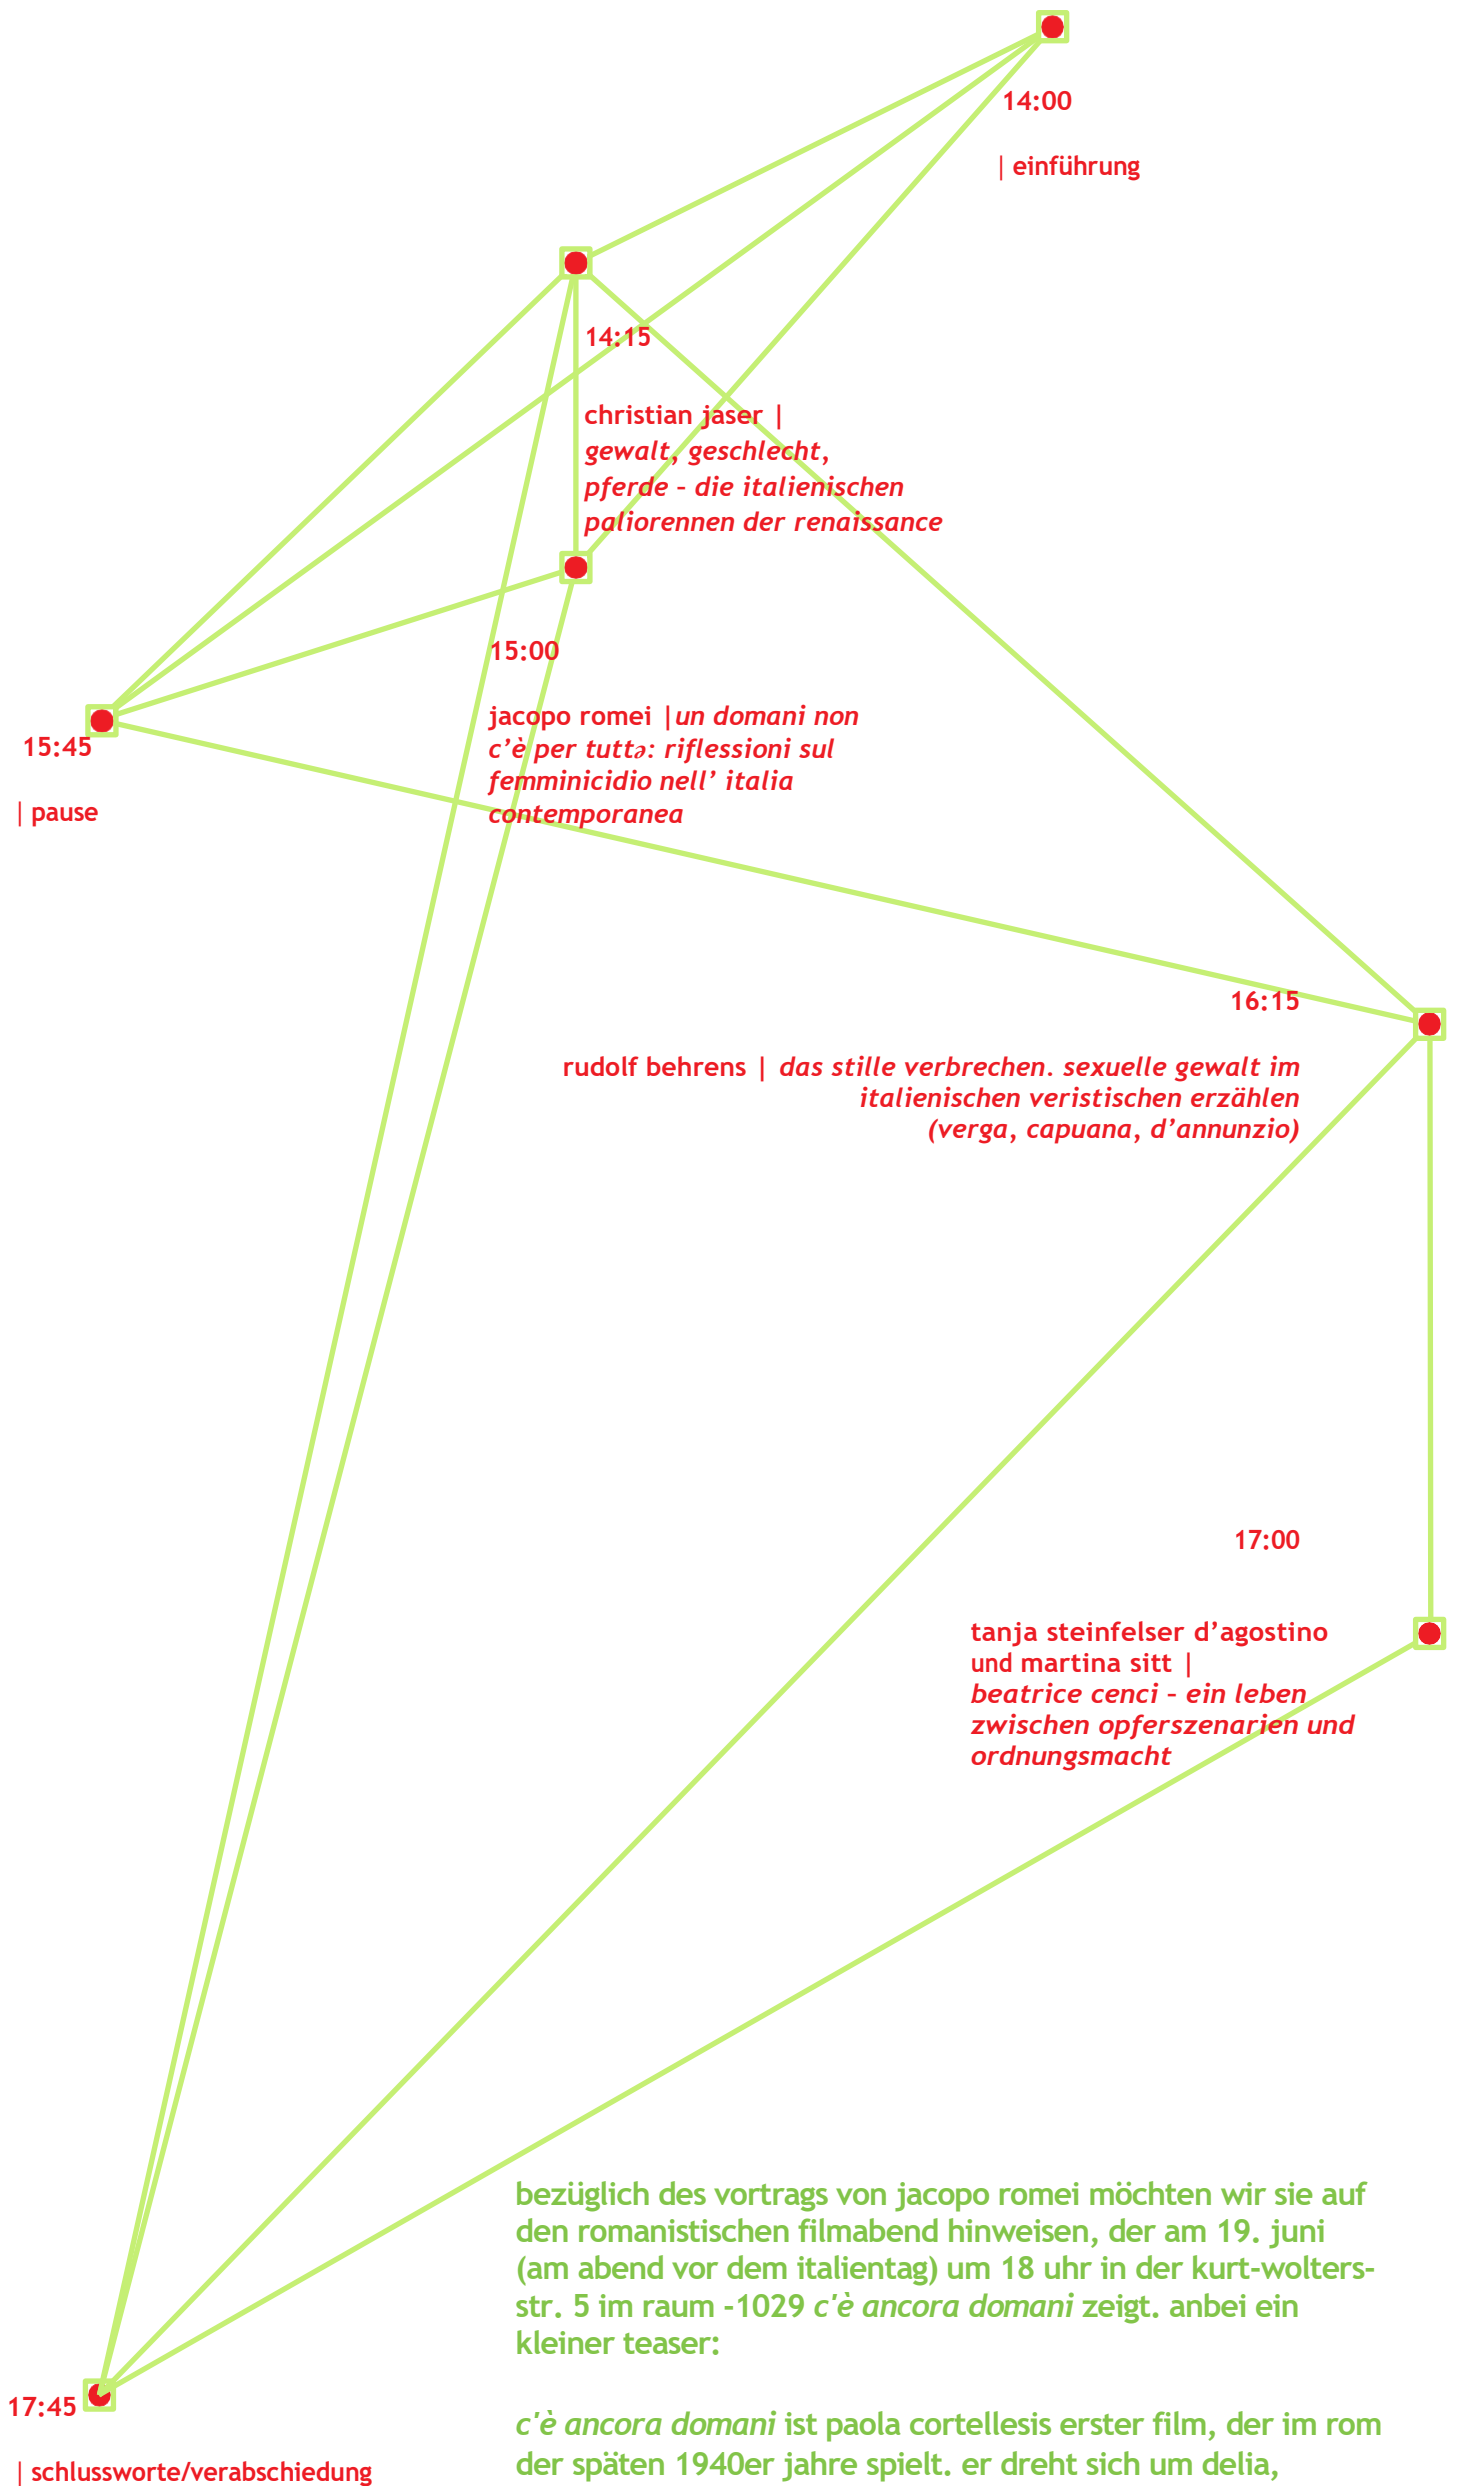 14:00
| einführung
14:15
christian jaser |
gewalt, geschlecht,
pferde – die italienischen
paliorennen der renaissance
15:00
jacopo romei |un domani non
c’è per tuttə: riflessioni sul
femminicidio nell’ italia
contemporanea
15:45
| pause
16:15
rudolf behrens | das stille verbrechen. sexuelle gewalt im
italienischen veristischen erzählen
(verga, capuana, d’annunzio)
17:00
tanja steinfelser d’agostino
und martina sitt |
beatrice cenci – ein leben
zwischen opferszenarien und
ordnungsmacht
17:45
| schlussworte/verabschiedung
bezüglich des vortrags von jacopo romei möchten wir sie auf
den romanistischen filmabend hinweisen, der am 19. juni
(am abend vor dem italientag) um 18 uhr in der kurt-wolters-
str. 5 im raum -1029 c'è ancora domani zeigt. anbei ein
kleiner teaser:
c'è ancora domani ist paola cortellesis erster film, der im rom
der späten 1940er jahre spielt. er dreht sich um delia,